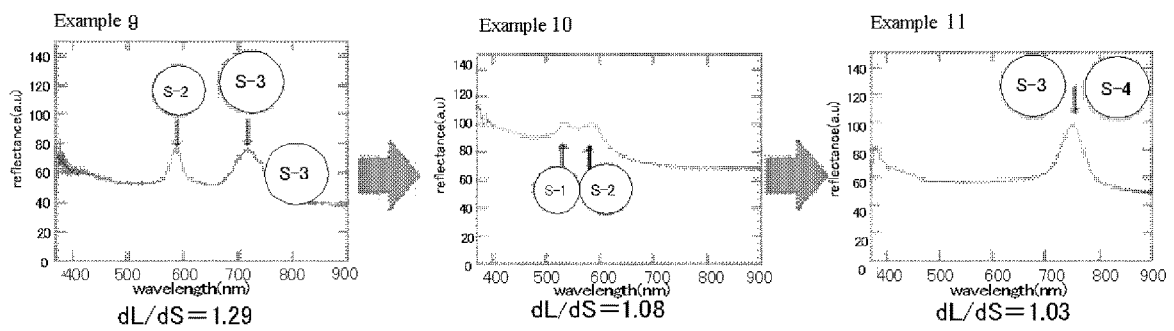 Example 9
140
120
100
80
60
40
20
0
reflectance(a.u)
S-2
S-3
S-3
400 500 600 700 800 900
wavelength(nm)
dL/dS=1.29
Example 10
140
120
100
80
60
40
20
0
reflectance(a.u)
S-1
S-2
400 500 600 700 800 900
wavelength(nm)
dL/dS=1.08
Example 11
140
120
100
80
60
40
20
0
reflectance(a.u)
S-3
S-4
400 500 600 700 800 900
wavelength(nm)
dL/dS=1.03